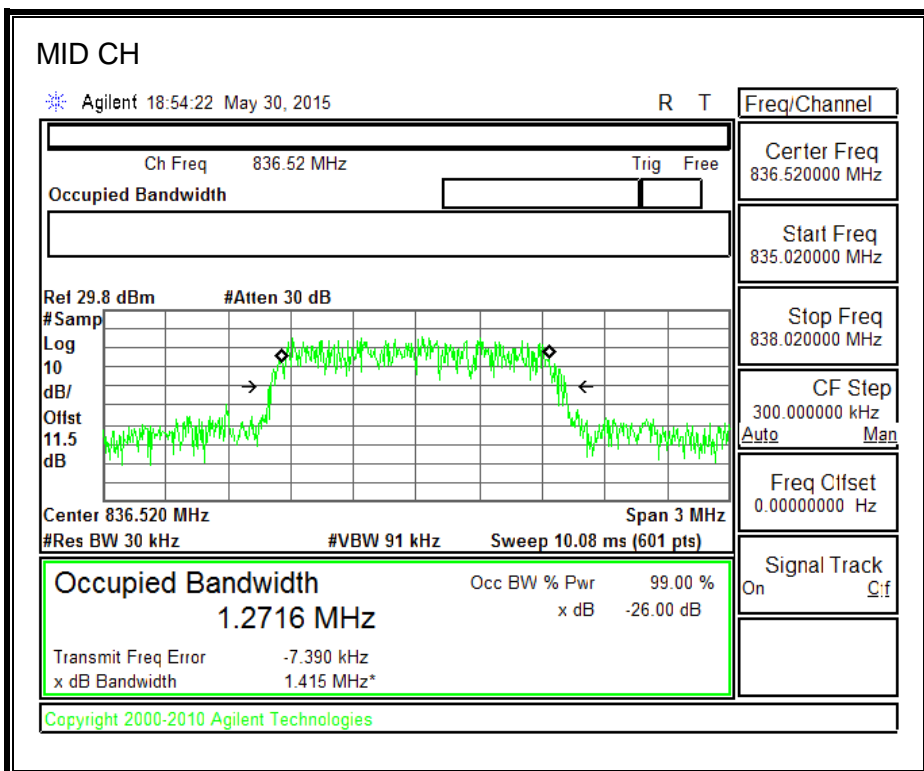 MID CH
Agilent 18:54:22 May 30, 2015 R T
Freq/Channel
Ch Freq 836.52 MHz Trig Free
Occupied Bandwidth
Center Freq
836.520000 MHz
Start Freq
835.020000 MHz
Stop Freq
838.020000 MHz
CF Step
300.000000 kHz
Auto Man
Freq Offset
0.00000000 Hz
Signal Track
On Off
Ref 29.8 dBm #Atten 30 dB
#Samp
Log
10
dB/
Offst
11.5
dB
Center 836.520 MHz Span 3 MHz
#Res BW 30 kHz #VBW 91 kHz Sweep 10.08 ms (601 pts)
Occupied Bandwidth Occ BW % Pwr 99.00 %
1.2716 MHz x dB -26.00 dB
Transmit Freq Error -7.390 kHz
x dB Bandwidth 1.415 MHz*
Copyright 2000-2010 Agilent Technologies